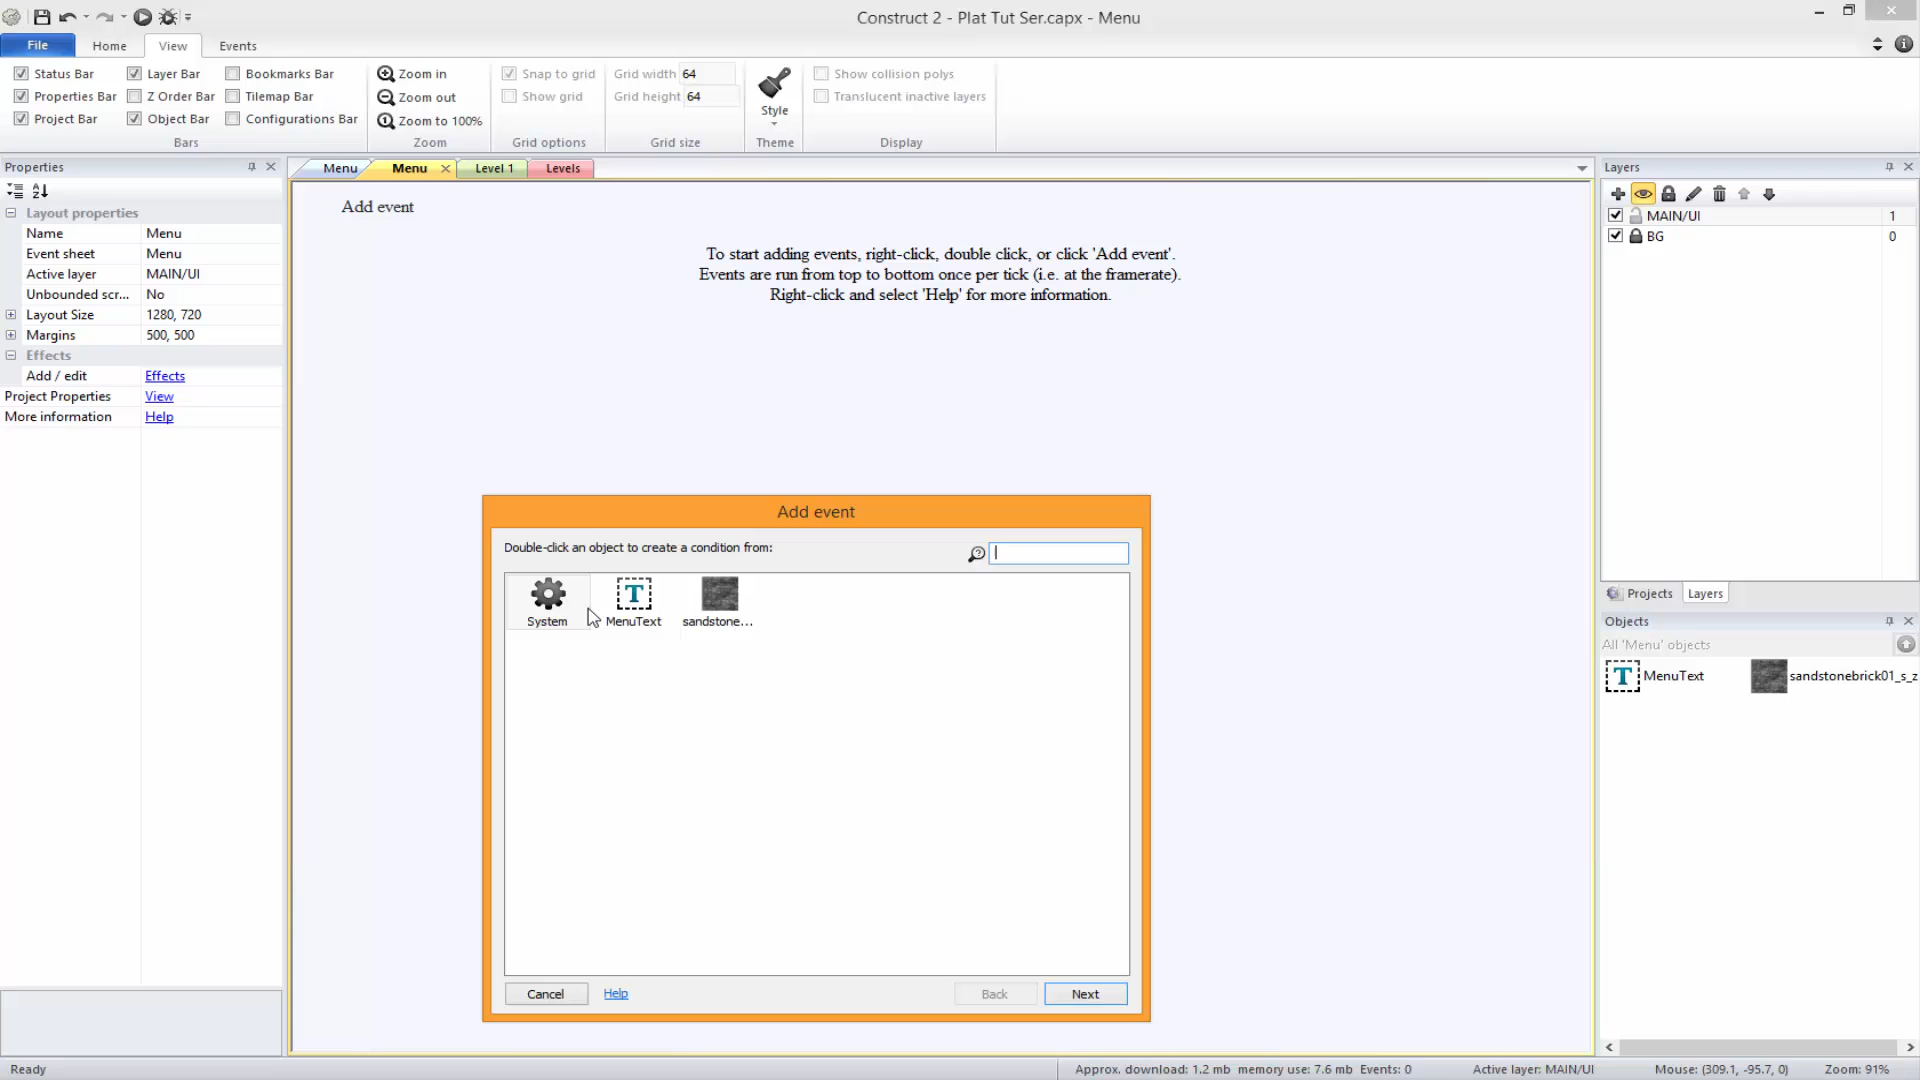 Construct 2 - Plat Tut Ser.capx - Menu
File Home View Events
Status Bar Layer Bar Bookmarks Bar
Properties Bar Z Order Bar Tilemap Bar
Project Bar Object Bar Configurations Bar
Bars
Zoom in
Zoom out
Zoom to 100%
Zoom
Snap to grid
Show grid
Grid options
Grid width 64
Grid height 64
Grid size
Style
Theme
Show collision polys
Translucent inactive layers
Display
Properties
Layout properties
Name Menu
Event sheet Menu
Active layer MAIN/UI
Unbounded scr... No
Layout Size 1280, 720
Margins 500, 500
Effects
Add / edit Effects
Project Properties View
More information Help
Menu Menu Level 1 Levels
Add event
To start adding events, right-click, double click, or click 'Add event'.
Events are run from top to bottom once per tick (i.e. at the framerate).
Right-click and select 'Help' for more information.
Add event
Double-click an object to create a condition from:
System MenuText sandstone...
Cancel Help Back Next
Layers
MAIN/UI 1
BG 0
Projects Layers
Objects
All 'Menu' objects
MenuText sandstonebrick01_s_z
Ready Approx. download: 1.2 mb memory use: 7.6 mb Events: 0 Active layer: MAIN/UI Mouse: (309.1, -95.7, 0) Zoom: 91%